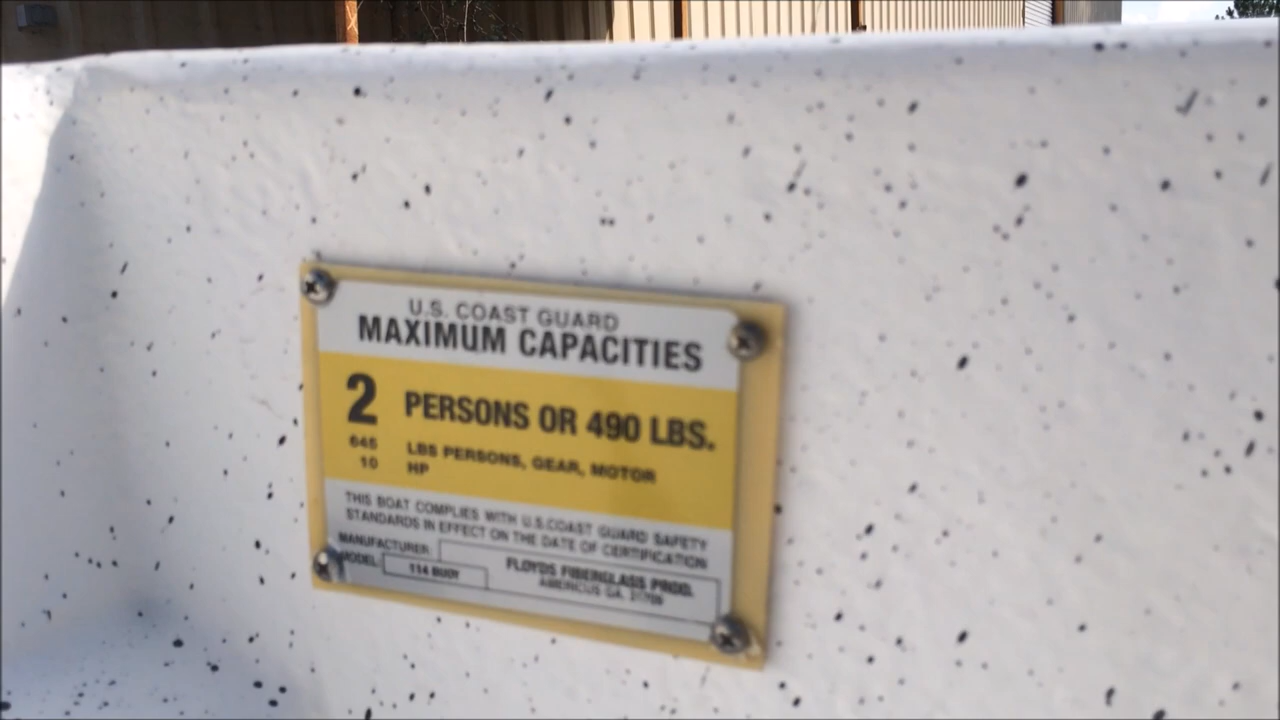 U.S. COAST GUARD
MAXIMUM CAPACITIES
2 PERSONS OR 490 LBS.
645 LBS PERSONS, GEAR, MOTOR
10 HP
THIS BOAT COMPLIES WITH U.S.COAST GUARD SAFETY
STANDARDS IN EFFECT ON THE DATE OF CERTIFICATION
MANUFACTURER
FLOYDS FIBERGLASS PROD.
AMERICUS GA.
MODEL 114 BUOY